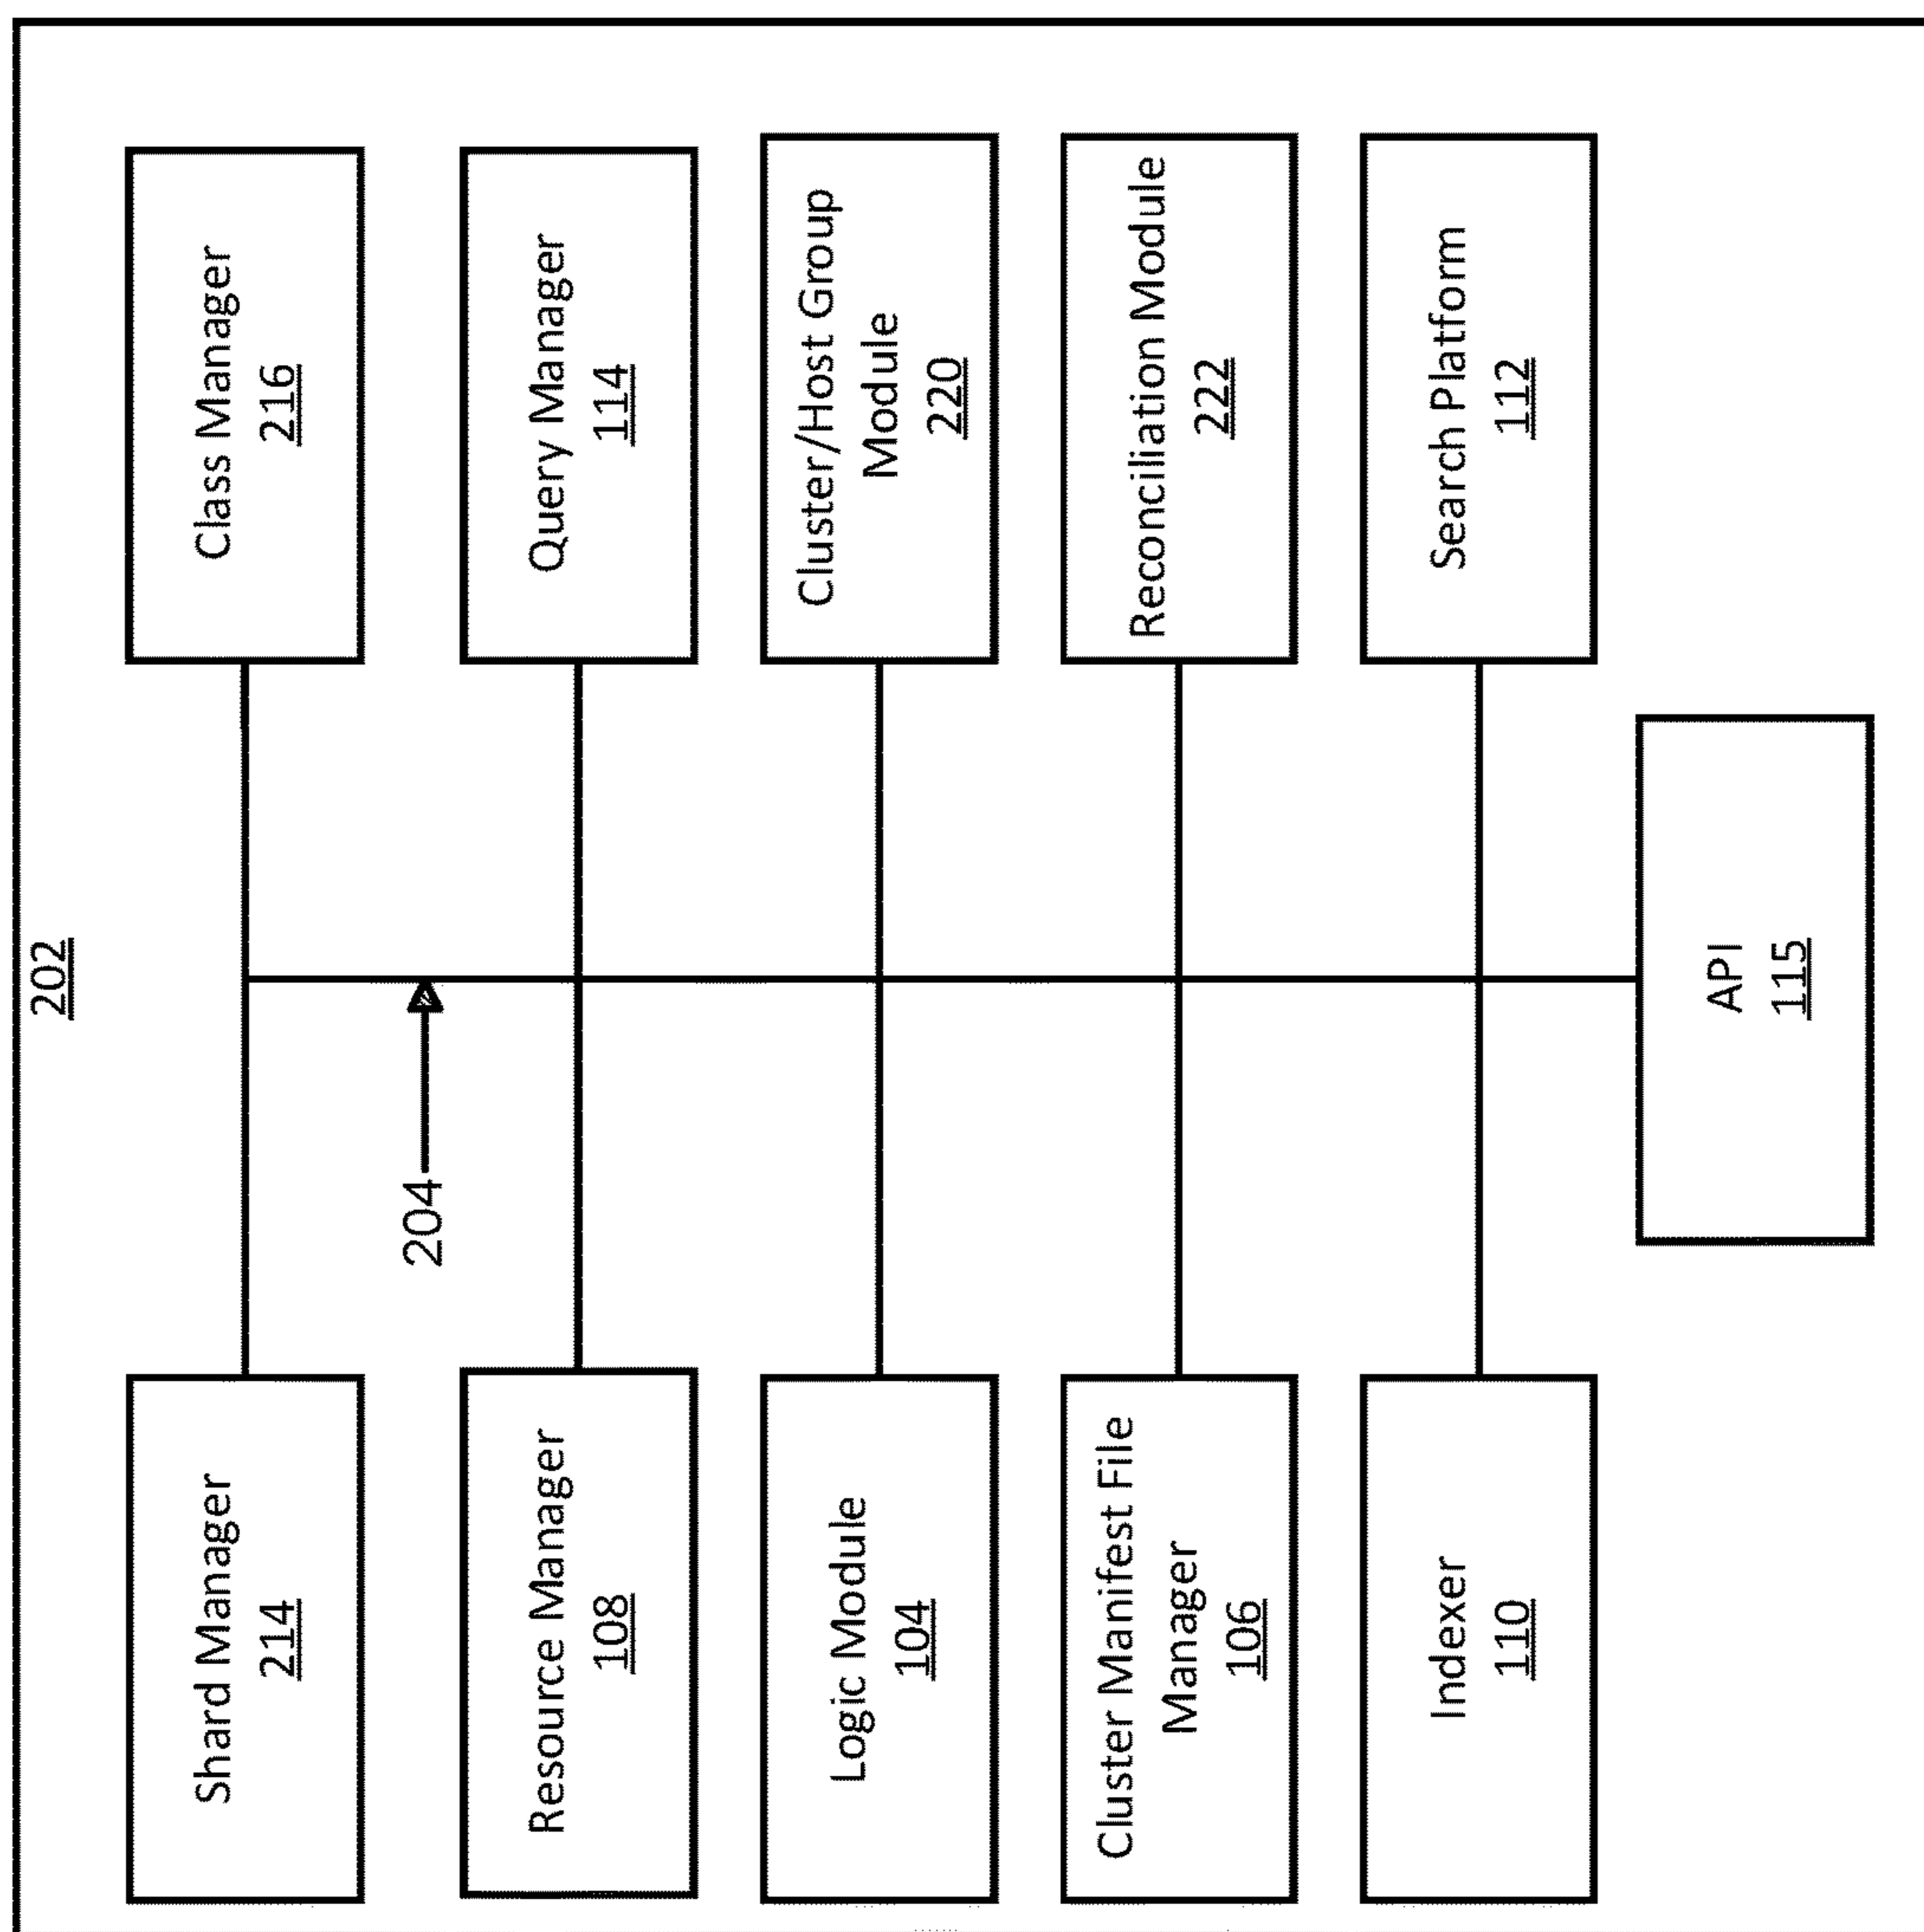 202
Shard Manager
214
Class Manager
216
204
Resource Manager
108
Query Manager
114
Logic Module
104
Cluster/Host Group
Module
220
Cluster Manifest File
Manager
106
Reconciliation Module
222
Indexer
110
Search Platform
112
API
115